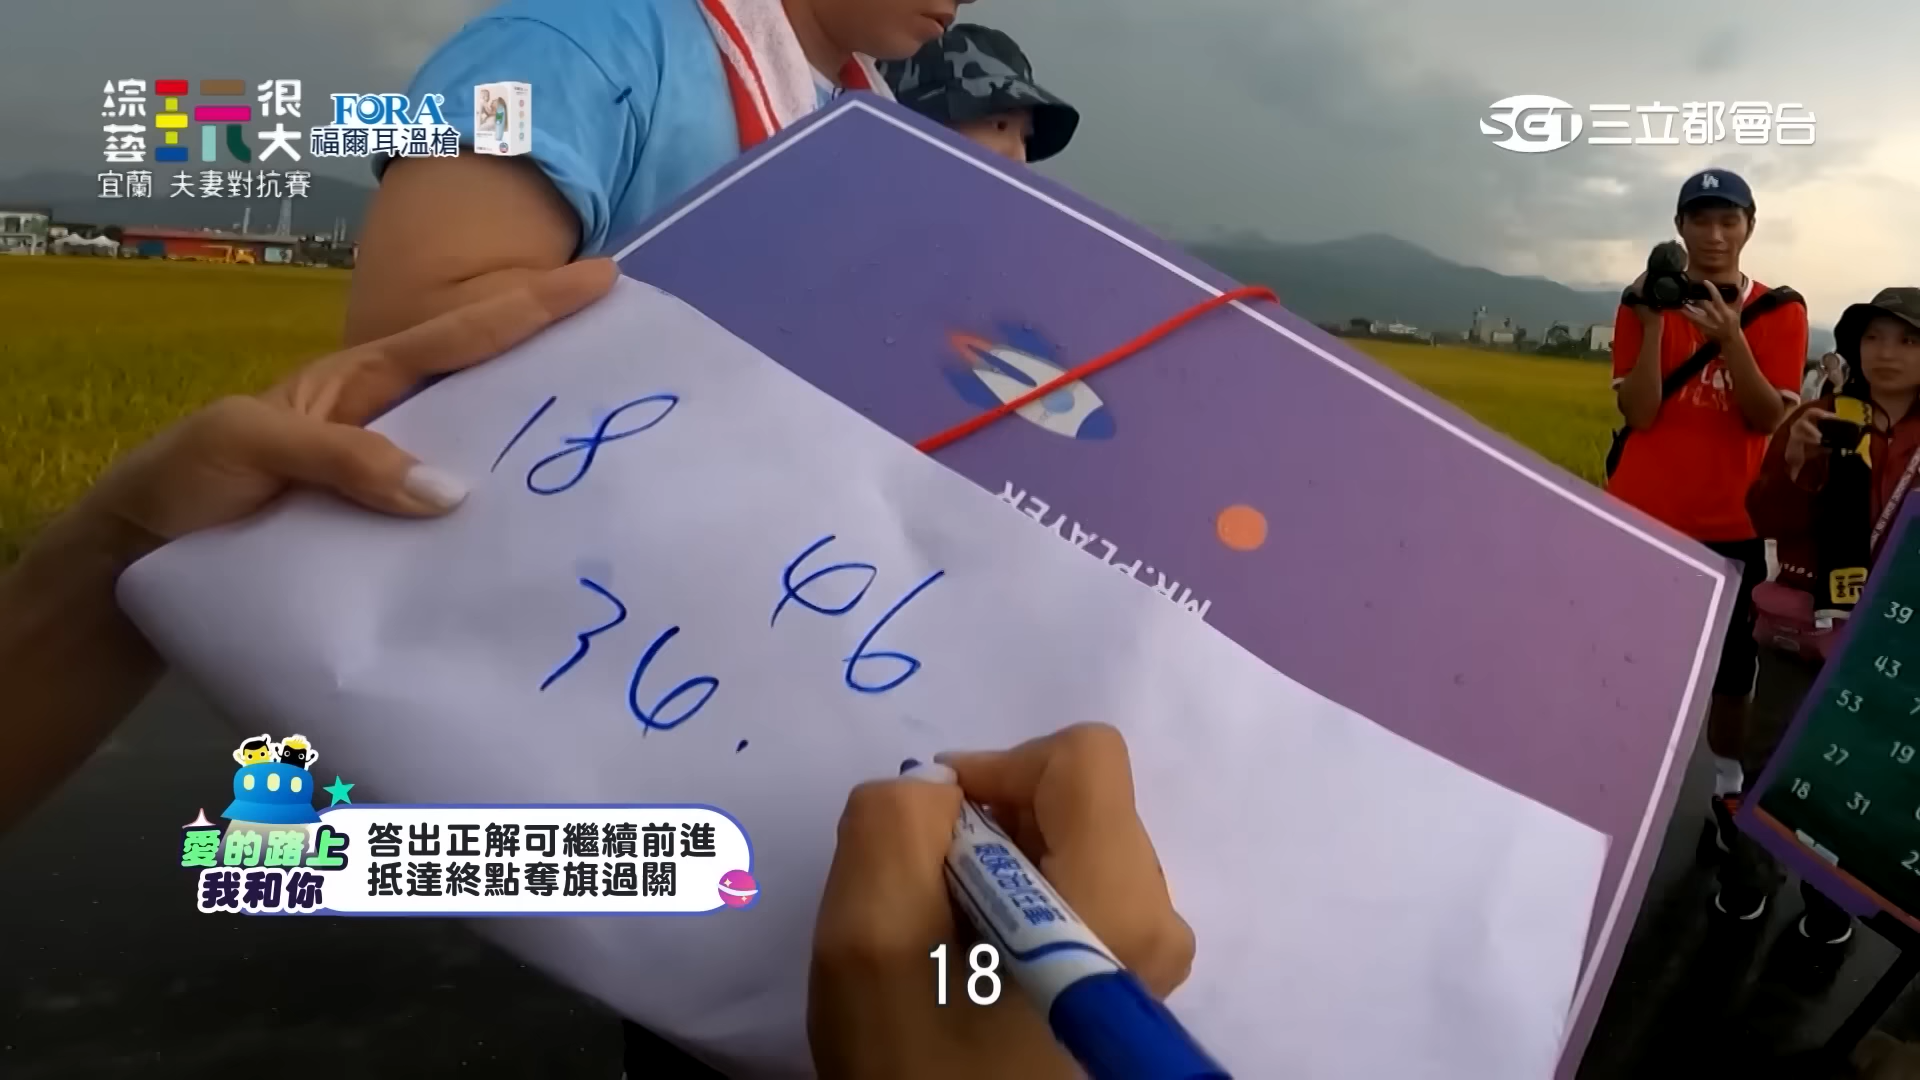 綜藝玩很大
FORA
福爾耳溫槍
宜蘭 夫妻對抗賽
SET三立都會台
LA
MR.PLAYER
18
46
36.
39
43
53
27
19
18
31
玩
愛的路上
我和你
答出正解可繼續前進
抵達終點奪旗過關
18